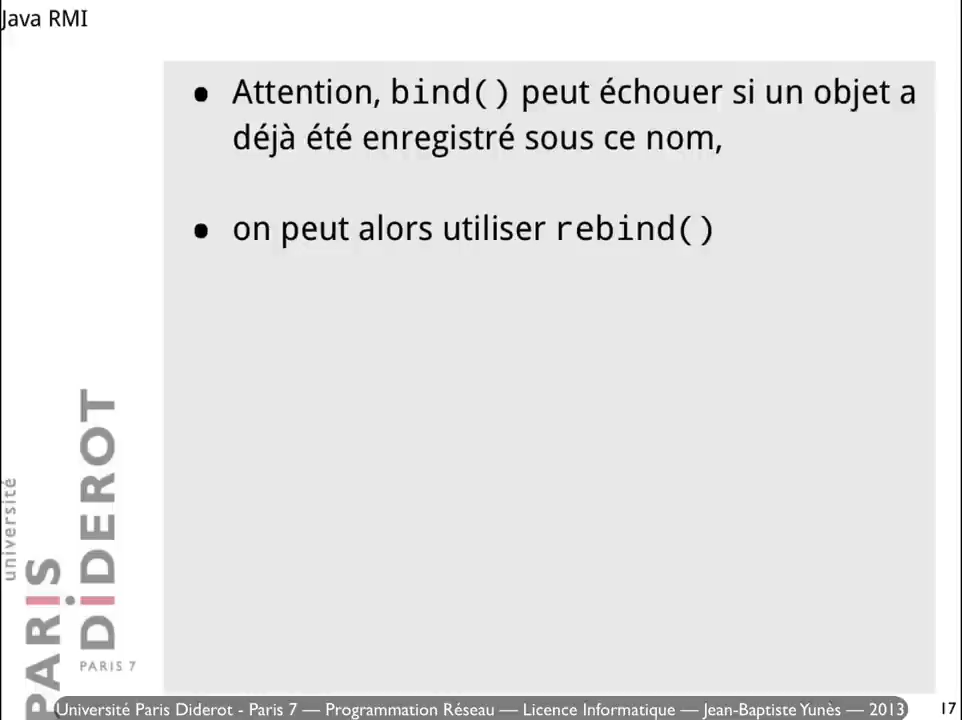 Java RMI
• Attention, bind() peut échouer si un objet a
déjà été enregistré sous ce nom,
• on peut alors utiliser rebind()
université
PARIS
DIDEROT
PARIS 7
Université Paris Diderot - Paris 7 — Programmation Réseau — Licence Informatique — Jean-Baptiste Yunès — 2013
17